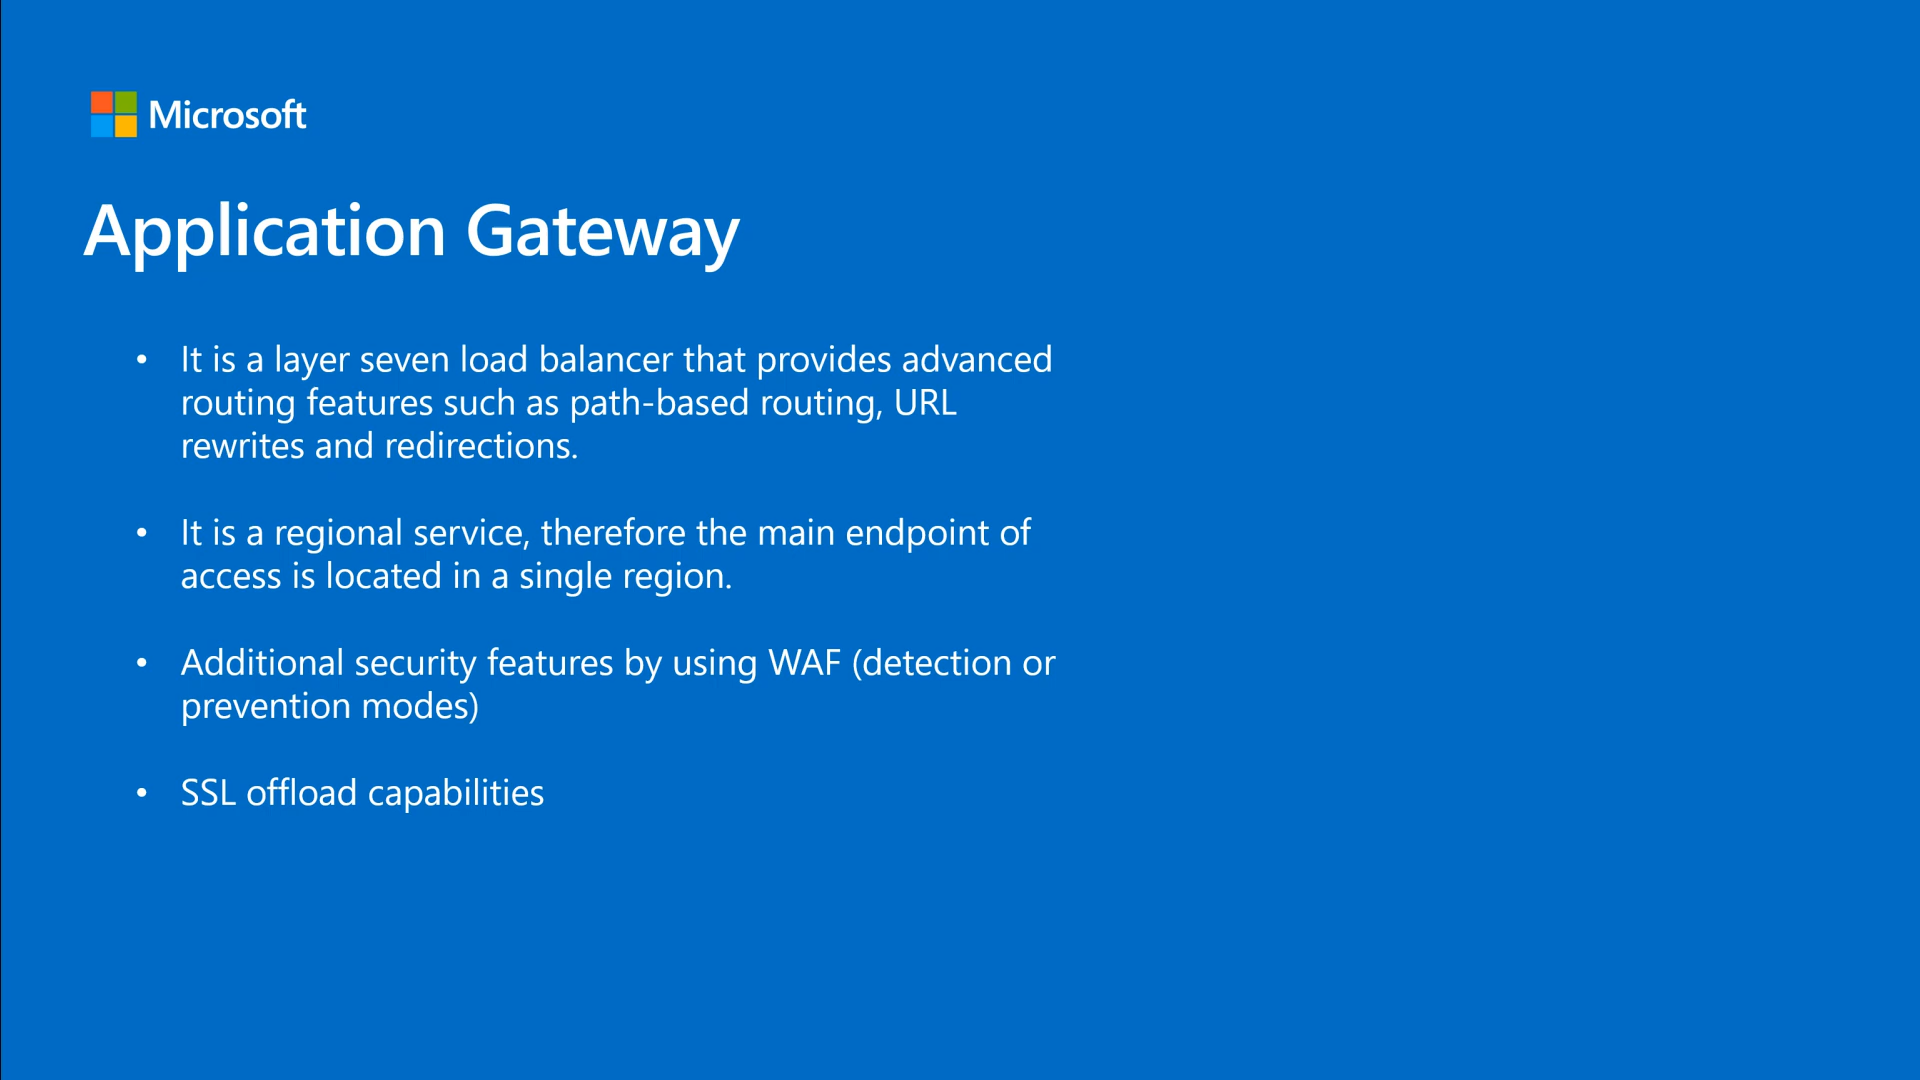 Microsoft
Application Gateway
• It is a layer seven load balancer that provides advanced
routing features such as path-based routing, URL
rewrites and redirections.
• It is a regional service, therefore the main endpoint of
access is located in a single region.
• Additional security features by using WAF (detection or
prevention modes)
• SSL offload capabilities